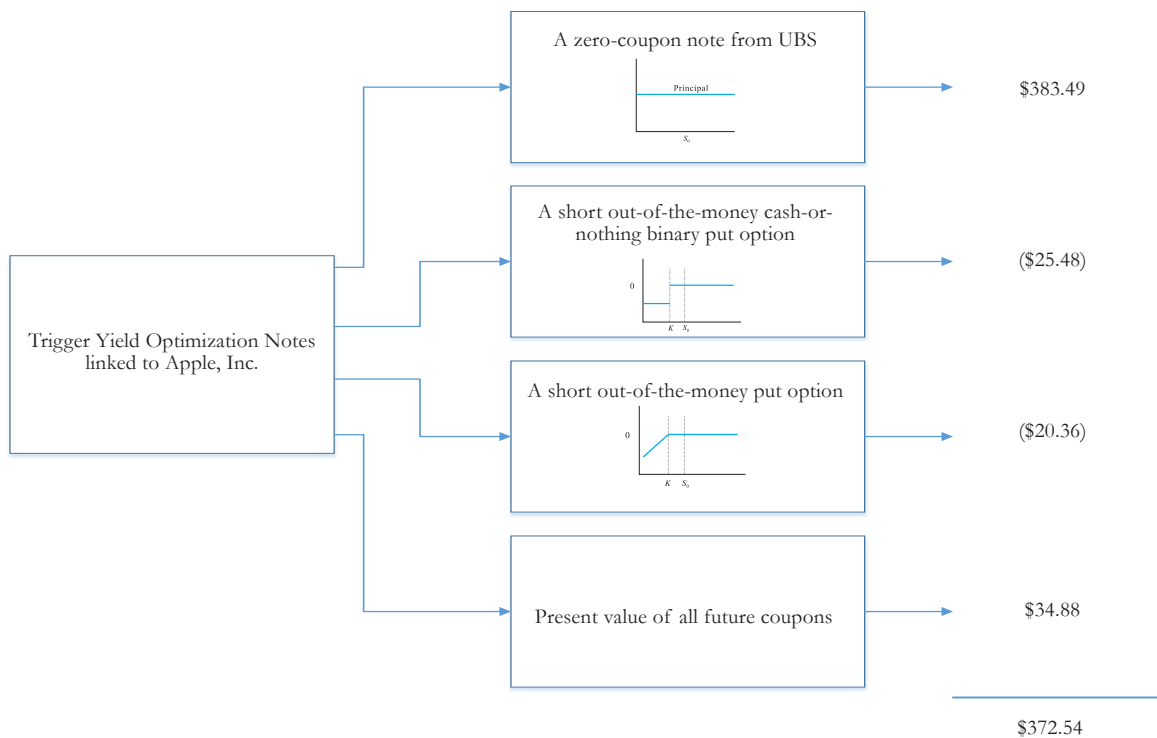 A zero-coupon note from UBS
Principal
S₀
$383.49
A short out-of-the-money cash-or-
nothing binary put option
0
K
S₀
($25.48)
Trigger Yield Optimization Notes
linked to Apple, Inc.
A short out-of-the-money put option
0
K
S₀
($20.36)
Present value of all future coupons
$34.88
$372.54